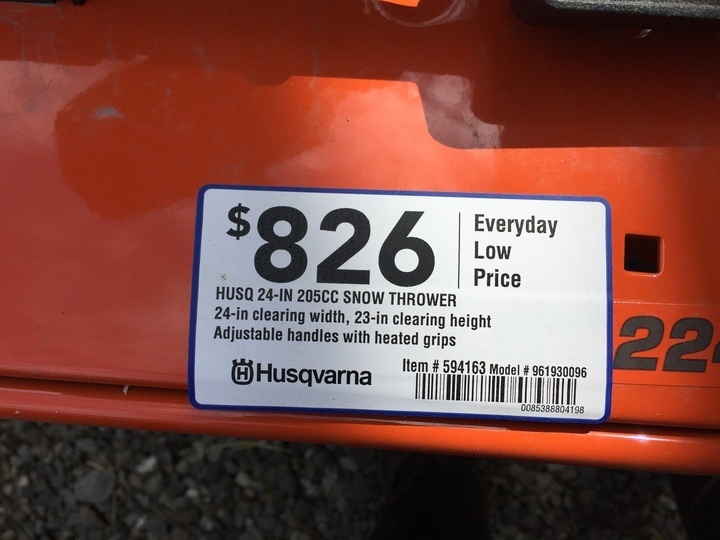 $826
Everyday
Low
Price
HUSQ 24-IN 205CC SNOW THROWER
24-in clearing width, 23-in clearing height
Adjustable handles with heated grips
Husqvarna
Item # 594163 Model # 961930096
0085388804198
224